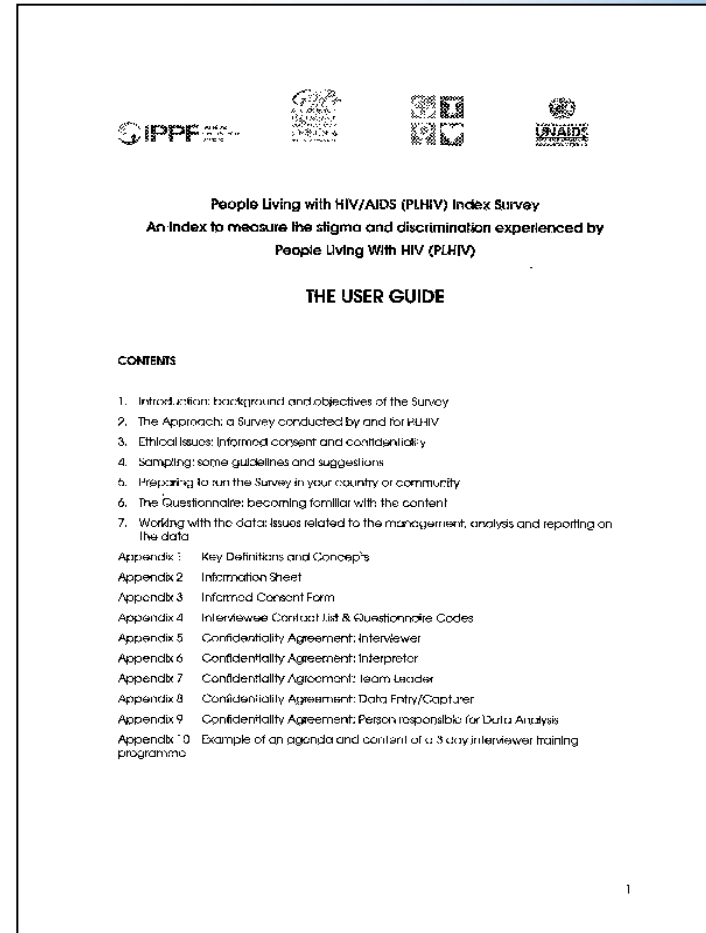 IPPF
UNAIDS
People Living with HIV/AIDS (PLHIV) Index Survey
An Index to measure the stigma and discrimination experienced by
People Living With HIV (PLHIV)
THE USER GUIDE
CONTENTS
1. Introduction: background and objectives of the Survey
2. The Approach: a Survey conducted by and for PLHIV
3. Ethical Issues: Informed consent and confidentiality
4. Sampling: some guidelines and suggestions
5. Preparing to run the Survey in your country or community
6. The Questionnaire: becoming familiar with the content
7. Working with the data: Issues related to the management, analysis and reporting on
the data
Appendix 1 Key Definitions and Concepts
Appendix 2 Information Sheet
Appendix 3 Informed Consent Form
Appendix 4 Interviewee Contact List & Questionnaire Codes
Appendix 5 Confidentiality Agreement: Interviewer
Appendix 6 Confidentiality Agreement: Interpreter
Appendix 7 Confidentiality Agreement: Team Leader
Appendix 8 Confidentiality Agreement: Data Entry/Capturer
Appendix 9 Confidentiality Agreement: Person responsible for Data Analysis
Appendix 10 Example of an agenda and content of a 3 day interviewer training
programme
1